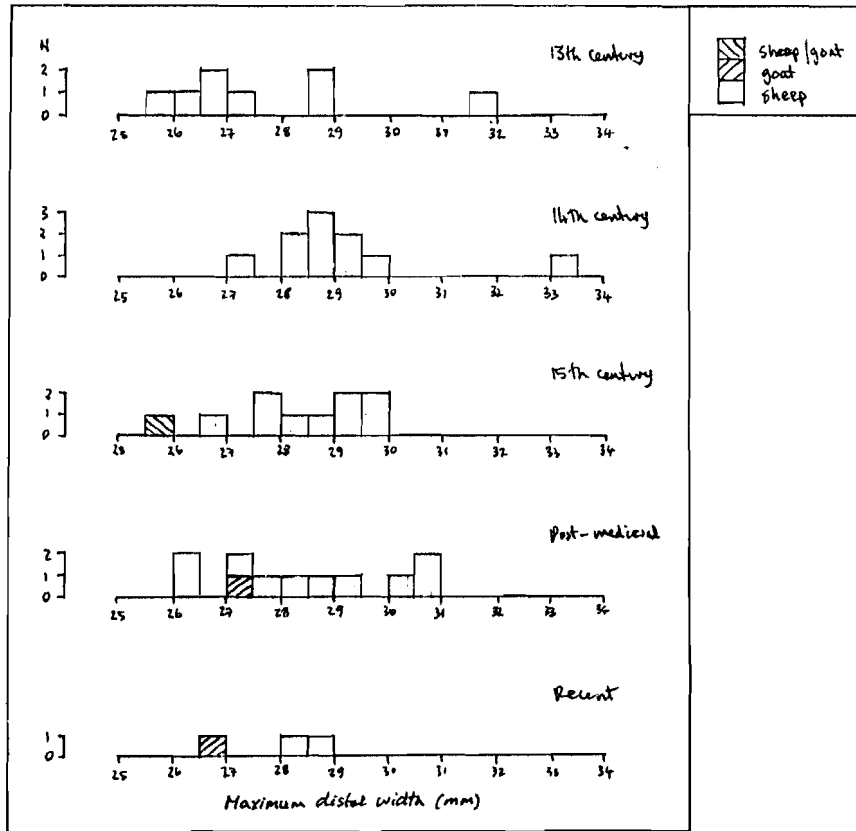 N
13th century
sheep/goat
goat
sheep
2
1
0
25 26 27 28 29 30 31 32 33 34
14th century
3
2
1
0
25 26 27 28 29 30 31 32 33 34
15th century
2
1
0
25 26 27 28 29 30 31 32 33 34
Post-medieval
2
1
0
25 26 27 28 29 30 31 32 33 34
Recent
1
0
25 26 27 28 29 30 31 32 33 34
Maximum distal width (mm)